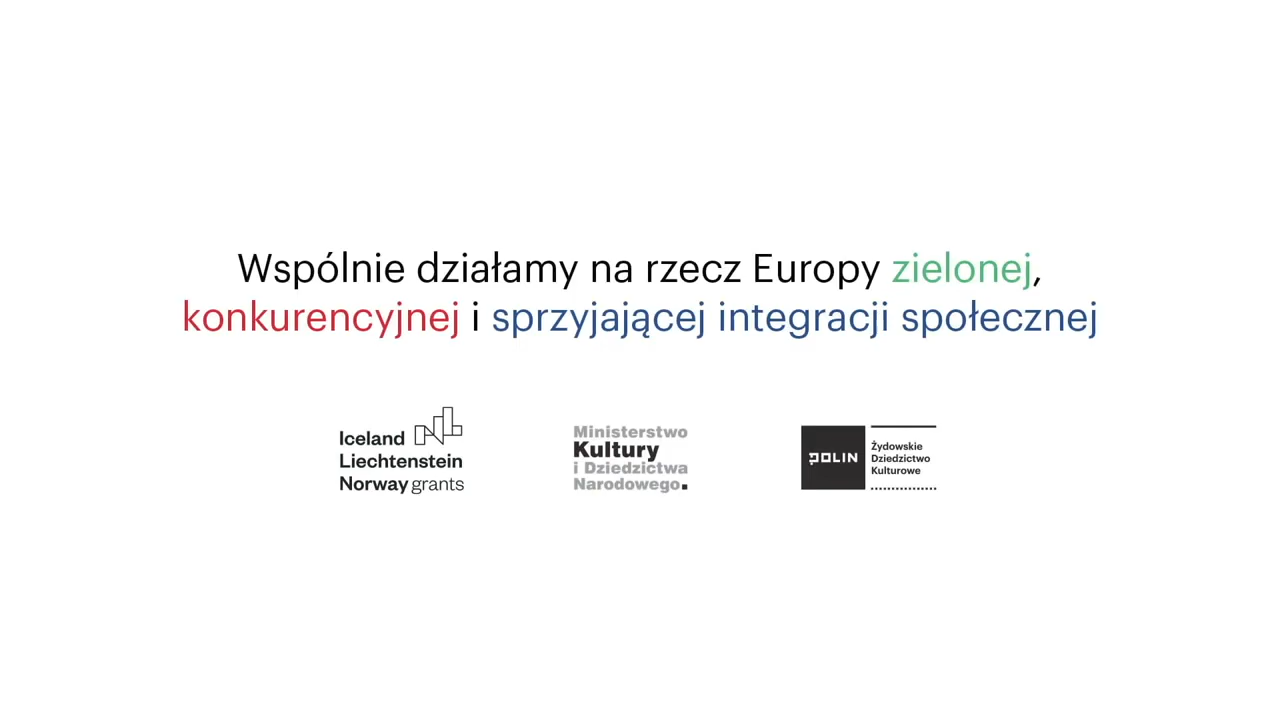 Wspólnie działamy na rzecz Europy zielonej,
konkurencyjnej i sprzyjającej integracji społecznej
Iceland
Liechtenstein
Norway grants
Ministerstwo
Kultury
i Dziedzictwa
Narodowego.
POLIN
Żydowskie
Dziedzictwo
Kulturowe